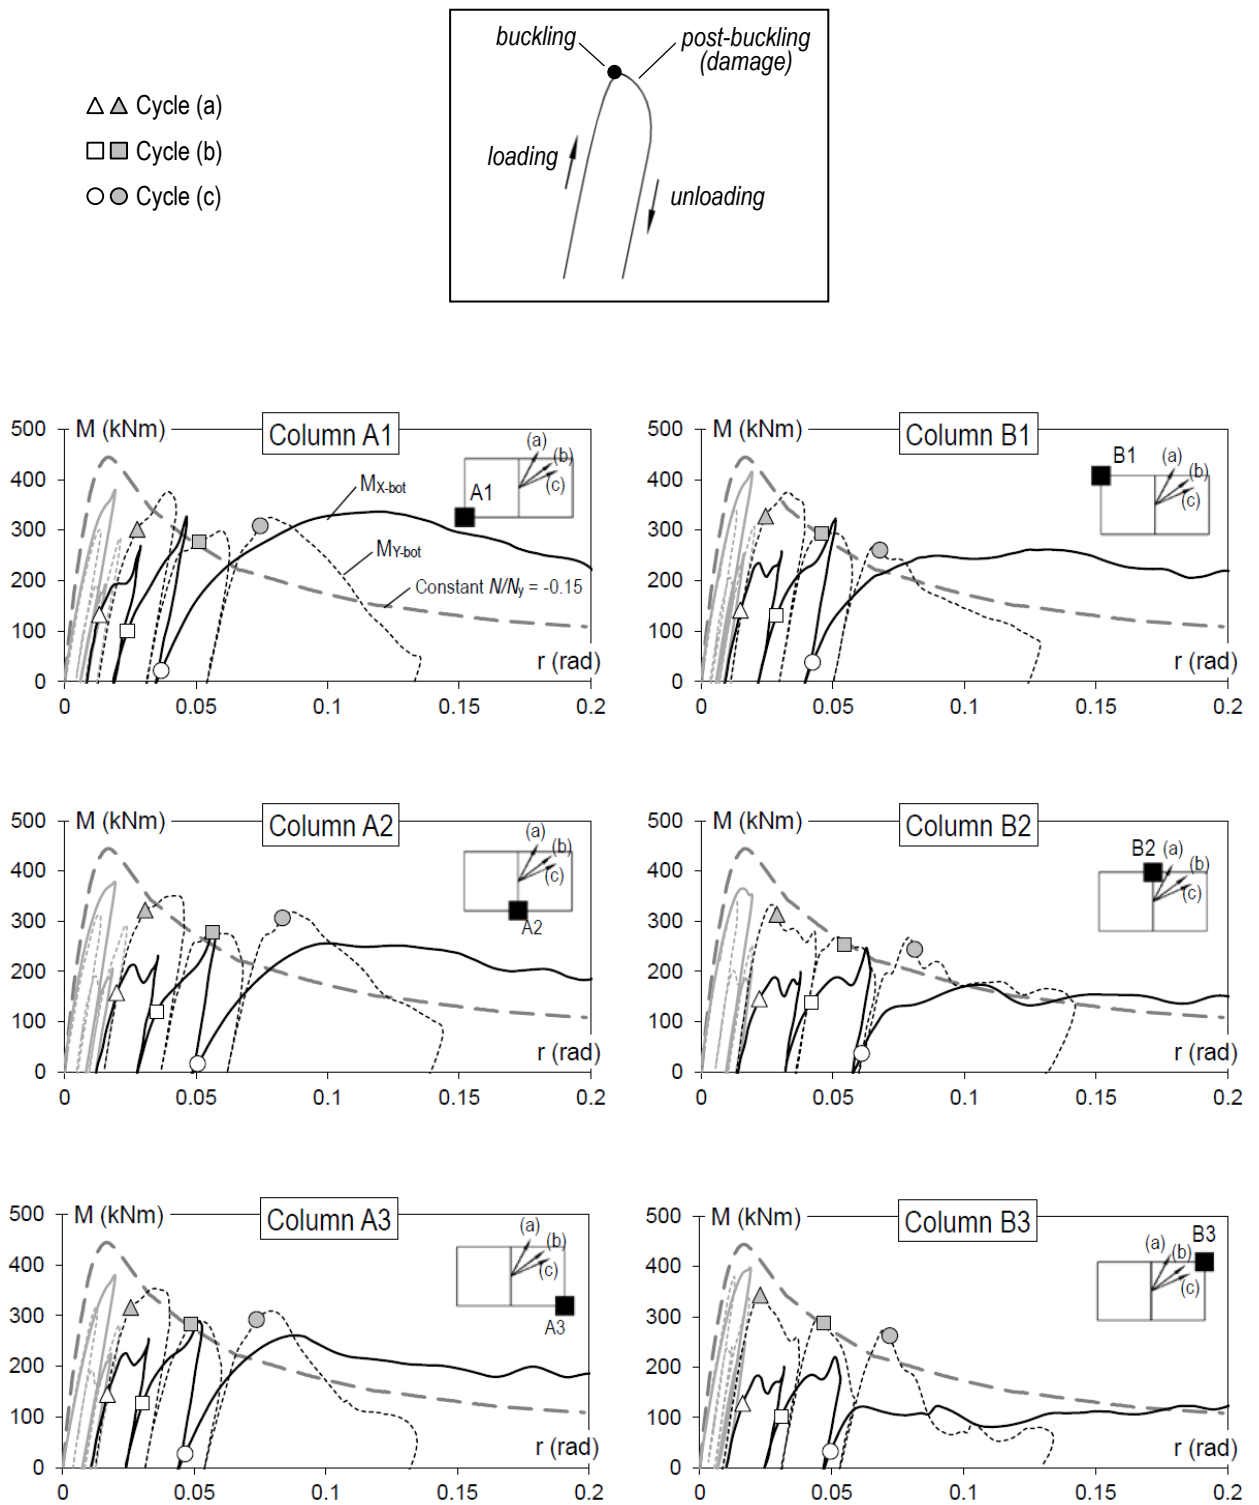 buckling
post-buckling
(damage)
loading
unloading
Cycle (a)
Cycle (b)
Cycle (c)
M (kNm)
Column A1
500
400
300
200
100
0
0
0.05
0.1
0.15
0.2
r (rad)
A1
(a)
(b)
(c)
MX-bot
MY-bot
Constant N/Ny = -0.15
M (kNm)
Column B1
500
400
300
200
100
0
0
0.05
0.1
0.15
0.2
r (rad)
B1
(a)
(b)
(c)
M (kNm)
Column A2
500
400
300
200
100
0
0
0.05
0.1
0.15
0.2
r (rad)
A2
(a)
(b)
(c)
M (kNm)
Column B2
500
400
300
200
100
0
0
0.05
0.1
0.15
0.2
r (rad)
B2
(a)
(b)
(c)
M (kNm)
Column A3
500
400
300
200
100
0
0
0.05
0.1
0.15
0.2
r (rad)
A3
(a)
(b)
(c)
M (kNm)
Column B3
500
400
300
200
100
0
0
0.05
0.1
0.15
0.2
r (rad)
B3
(a)
(b)
(c)